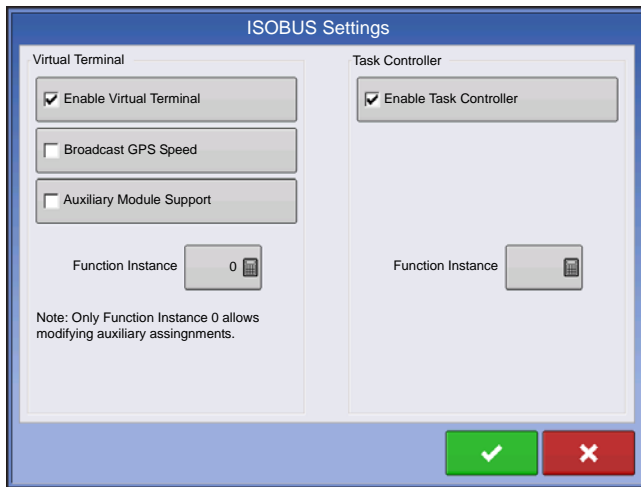 ISOBUS Settings
Virtual Terminal
Enable Virtual Terminal
Broadcast GPS Speed
Auxiliary Module Support
Function Instance 0
Note: Only Function Instance 0 allows
modifying auxiliary assingnments.
Task Controller
Enable Task Controller
Function Instance